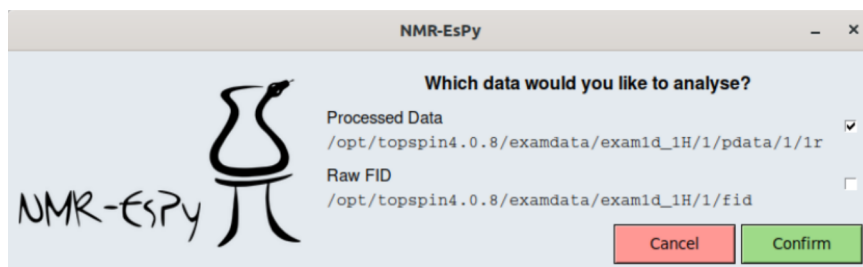 NMR-EsPy
Which data would you like to analyse?
Processed Data
/opt/topspin4.0.8/examdata/exam1d_1H/1/pdata/1/1r
Raw FID
/opt/topspin4.0.8/examdata/exam1d_1H/1/fid
NMR-EsPy
Cancel Confirm